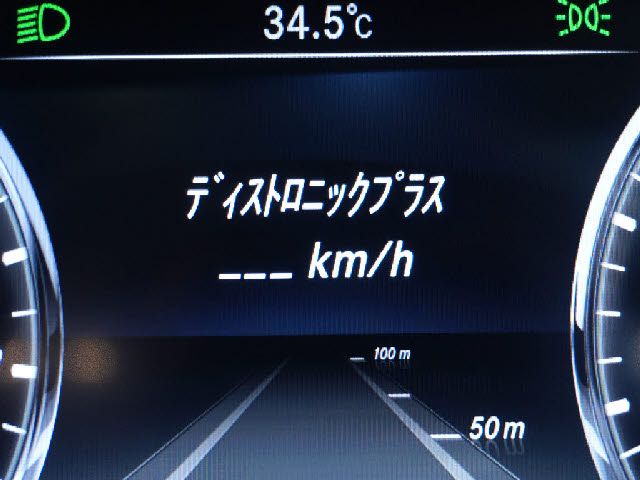 34.5℃
ﾃﾞｨｽﾄﾛﾆｯｸﾌﾟﾗｽ
___ km/h
100 m
50 m